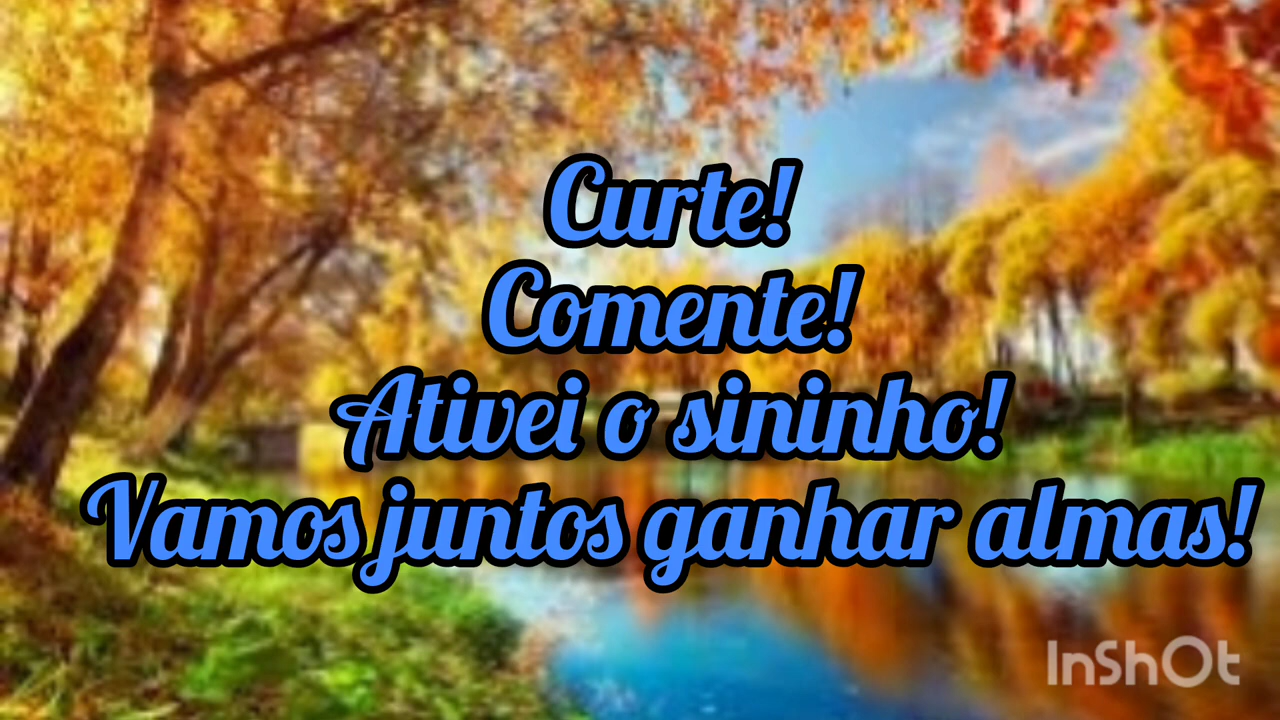 Curte!
Comente!
Ativei o sininho!
Vamos juntos ganhar almas!
InShOt